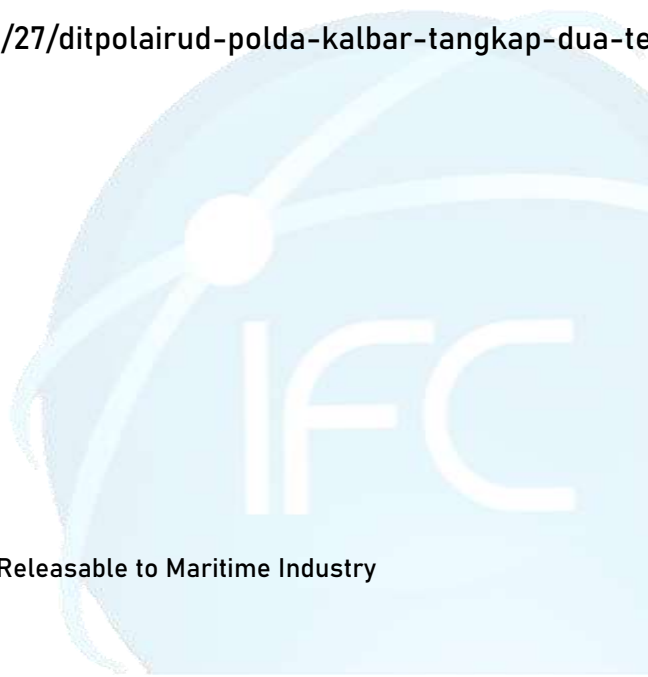 /27/ditpolairud-polda-kalbar-tangkap-dua-te
IFC
Releasable to Maritime Industry